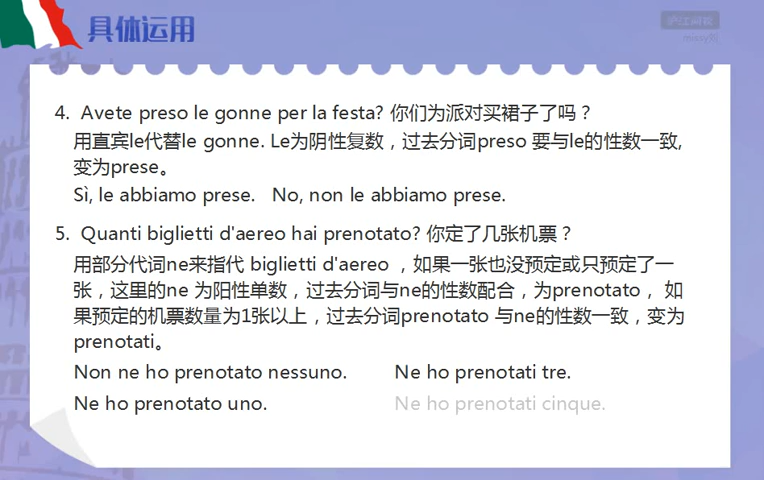 具体运用
沪江网校
missy9ij
4. Avete preso le gonne per la festa? 你们为派对买裙子了吗？
用直宾le代替le gonne. Le为阴性复数，过去分词preso 要与le的性数一致,
变为prese。
Sì, le abbiamo prese. No, non le abbiamo prese.
5. Quanti biglietti d'aereo hai prenotato? 你定了几张机票？
用部分代词ne来指代 biglietti d'aereo ，如果一张也没预定或只预定了一
张，这里的ne 为阳性单数，过去分词与ne的性数配合，为prenotato， 如
果预定的机票数量为1张以上，过去分词prenotato 与ne的性数一致，变为
prenotati。
Non ne ho prenotato nessuno. Ne ho prenotati tre.
Ne ho prenotato uno. Ne ho prenotati cinque.